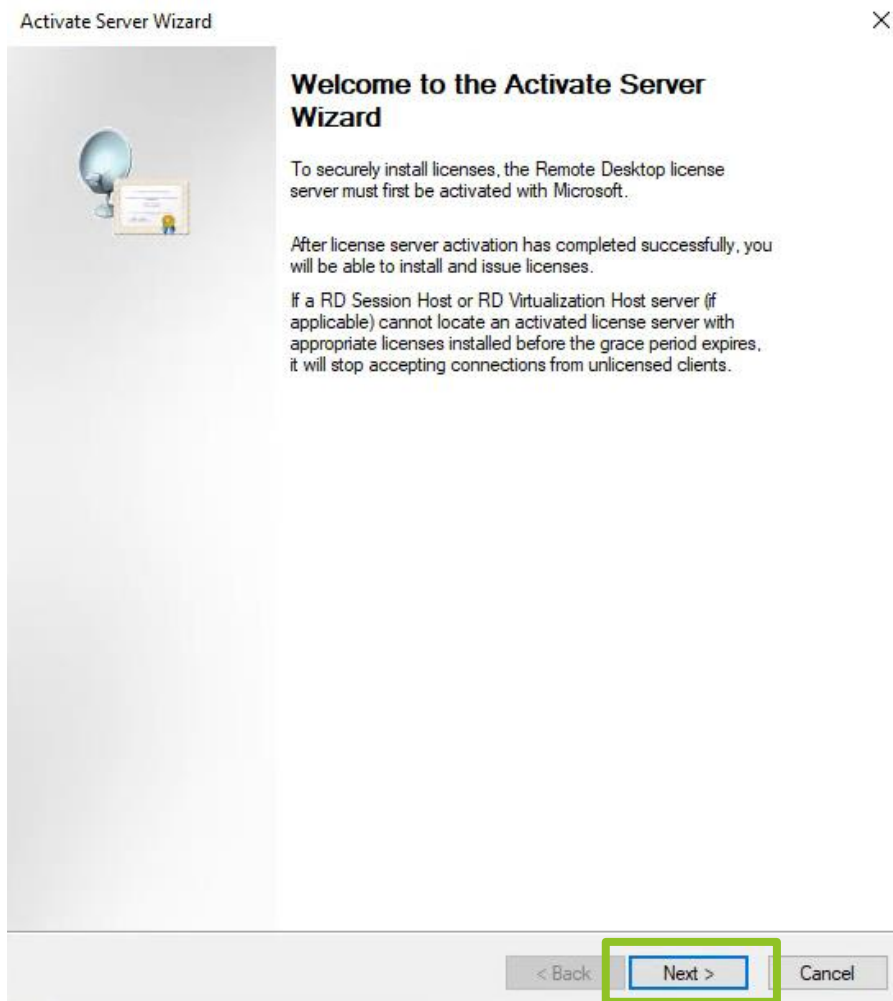 Activate Server Wizard
Welcome to the Activate Server
Wizard
To securely install licenses, the Remote Desktop license
server must first be activated with Microsoft.
After license server activation has completed successfully, you
will be able to install and issue licenses.
If a RD Session Host or RD Virtualization Host server (if
applicable) cannot locate an activated license server with
appropriate licenses installed before the grace period expires,
it will stop accepting connections from unlicensed clients.
< Back
Next >
Cancel